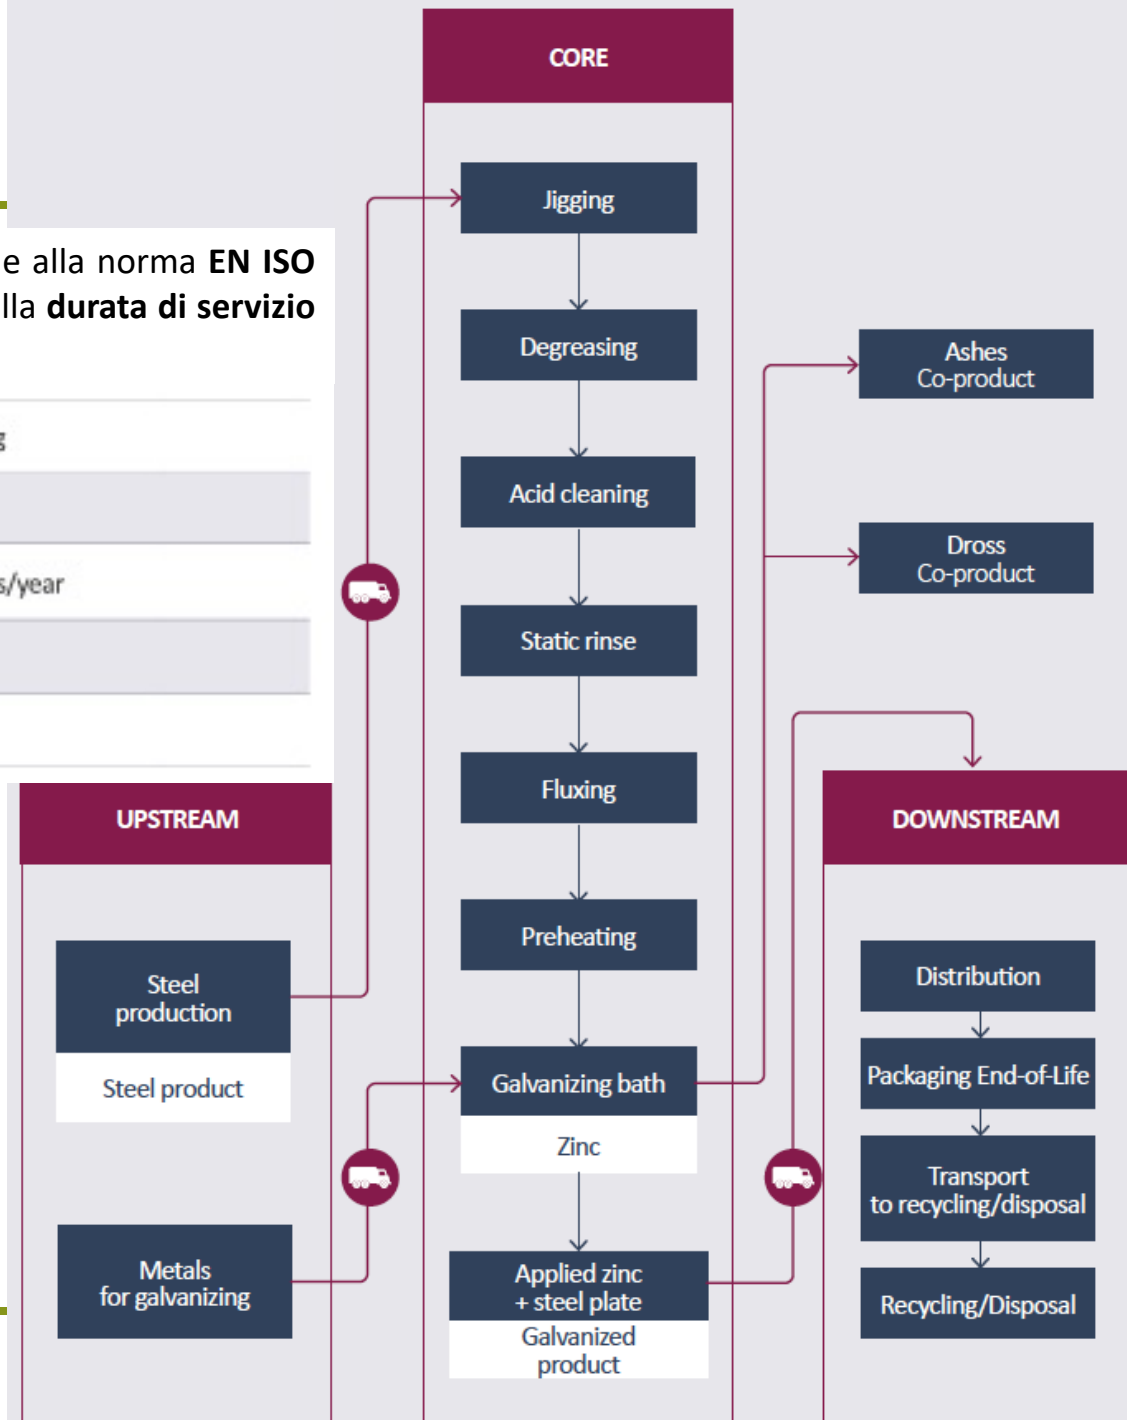 CORE
Jigging
e alla norma EN ISO
lla durata di servizio
Degreasing
Ashes
Co-product
g
Acid cleaning
Dross
Co-product
s/year
Static rinse
Fluxing
UPSTREAM
DOWNSTREAM
Preheating
Steel
production
Steel product
Distribution
Galvanizing bath
Zinc
Packaging End-of-Life
Transport
to recycling/disposal
Metals
for galvanizing
Applied zinc
+ steel plate
Galvanized
product
Recycling/Disposal